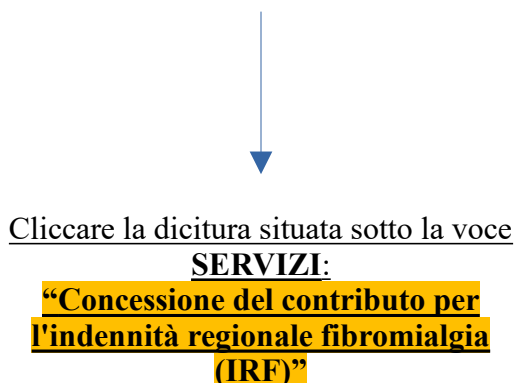 Cliccare la dicitura situata sotto la voce
SERVIZI:
“Concessione del contributo per
l'indennità regionale fibromialgia
(IRF)”